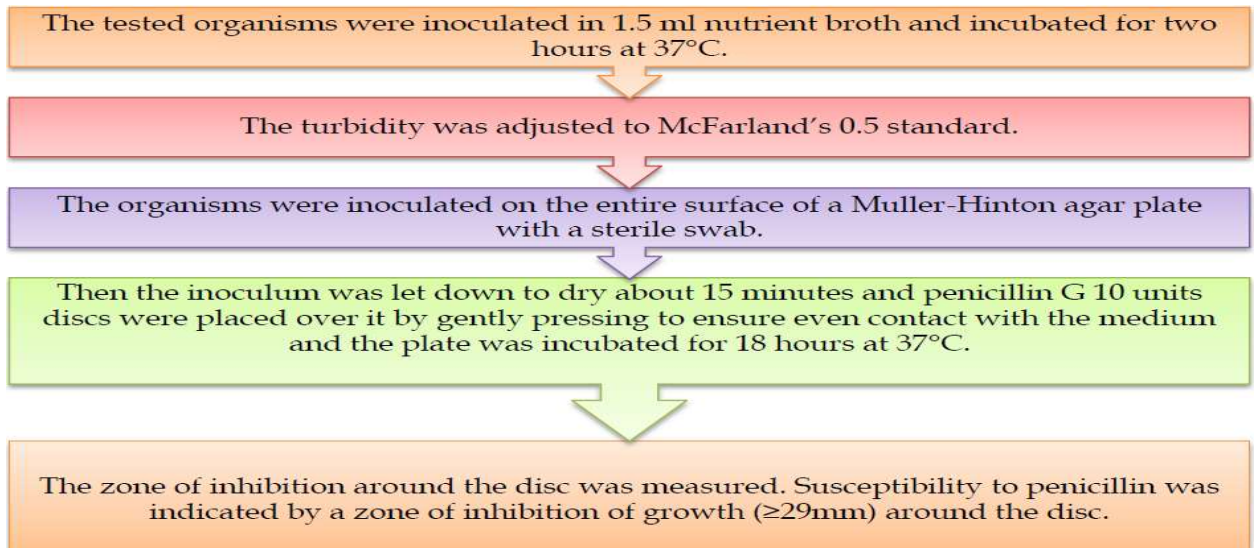 The tested organisms were inoculated in 1.5 ml nutrient broth and incubated for two
hours at 37°C.
The turbidity was adjusted to McFarland’s 0.5 standard.
The organisms were inoculated on the entire surface of a Muller-Hinton agar plate
with a sterile swab.
Then the inoculum was let down to dry about 15 minutes and penicillin G 10 units
discs were placed over it by gently pressing to ensure even contact with the medium
and the plate was incubated for 18 hours at 37°C.
The zone of inhibition around the disc was measured. Susceptibility to penicillin was
indicated by a zone of inhibition of growth (≥29mm) around the disc.